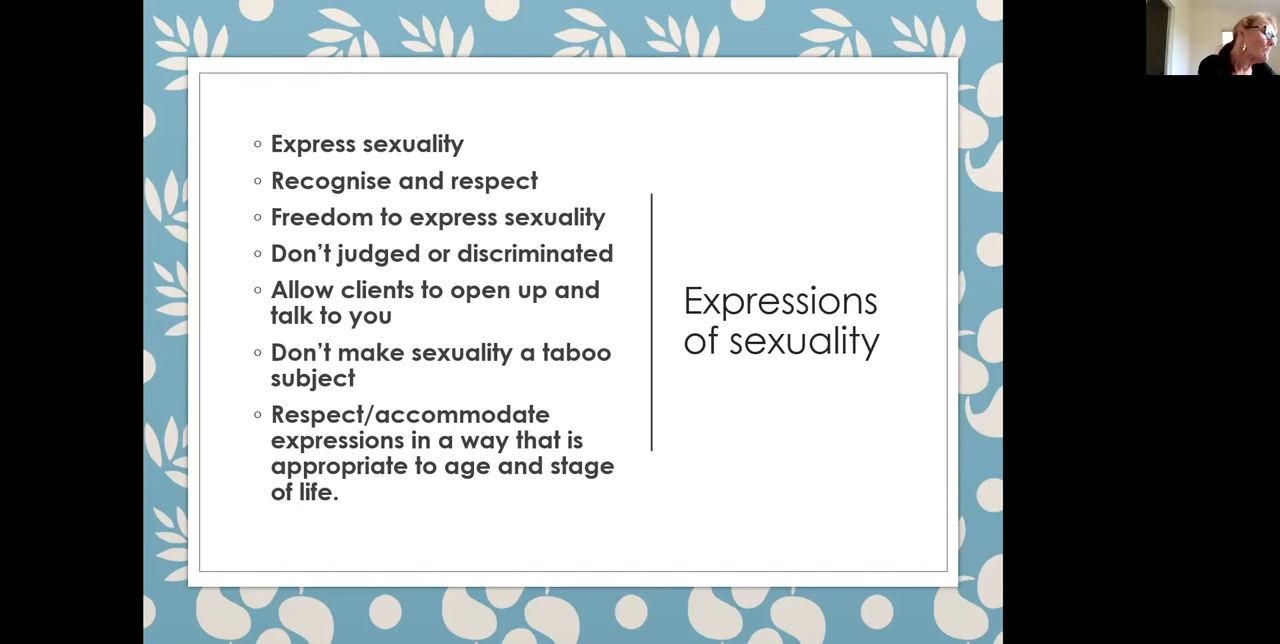 Express sexuality
Recognise and respect
Freedom to express sexuality
Don’t judged or discriminated
Allow clients to open up and
talk to you
Don’t make sexuality a taboo
subject
Respect/accommodate
expressions in a way that is
appropriate to age and stage
of life.
Expressions
of sexuality